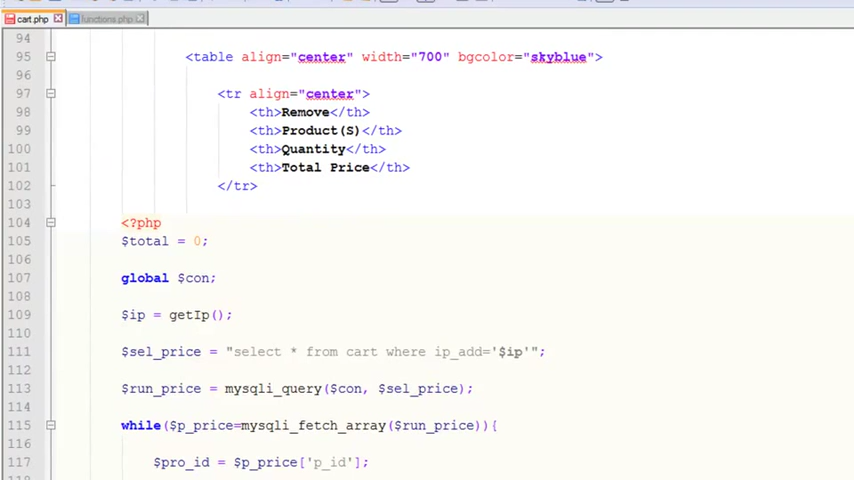 cart.php functions.php
94
95 <table align="center" width="700" bgcolor="skyblue">
96
97 <tr align="center">
98 <th>Remove</th>
99 <th>Product(S)</th>
100 <th>Quantity</th>
101 <th>Total Price</th>
102 </tr>
103
104 <?php
105 $total = 0;
106
107 global $con;
108
109 $ip = getIp();
110
111 $sel_price = "select * from cart where ip_add='$ip'";
112
113 $run_price = mysqli_query($con, $sel_price);
114
115 while($p_price=mysqli_fetch_array($run_price)){
116
117 $pro_id = $p_price['p_id'];